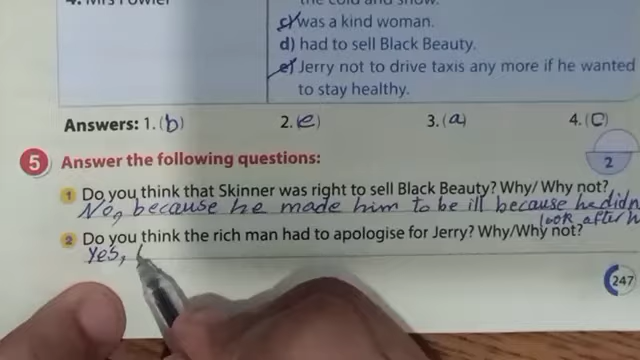 4. Mrs Fowler
the cold and snow.
c) was a kind woman.
d) had to sell Black Beauty.
e) Jerry not to drive taxis any more if he wanted
to stay healthy.
Answers: 1. (b) 2. (e) 3. (a) 4. (c)
2
5 Answer the following questions:
1 Do you think that Skinner was right to sell Black Beauty? Why/ Why not?
No, because he made him to be ill because he didn
look after h
2 Do you think the rich man had to apologise for Jerry? Why/Why not?
yes,
247